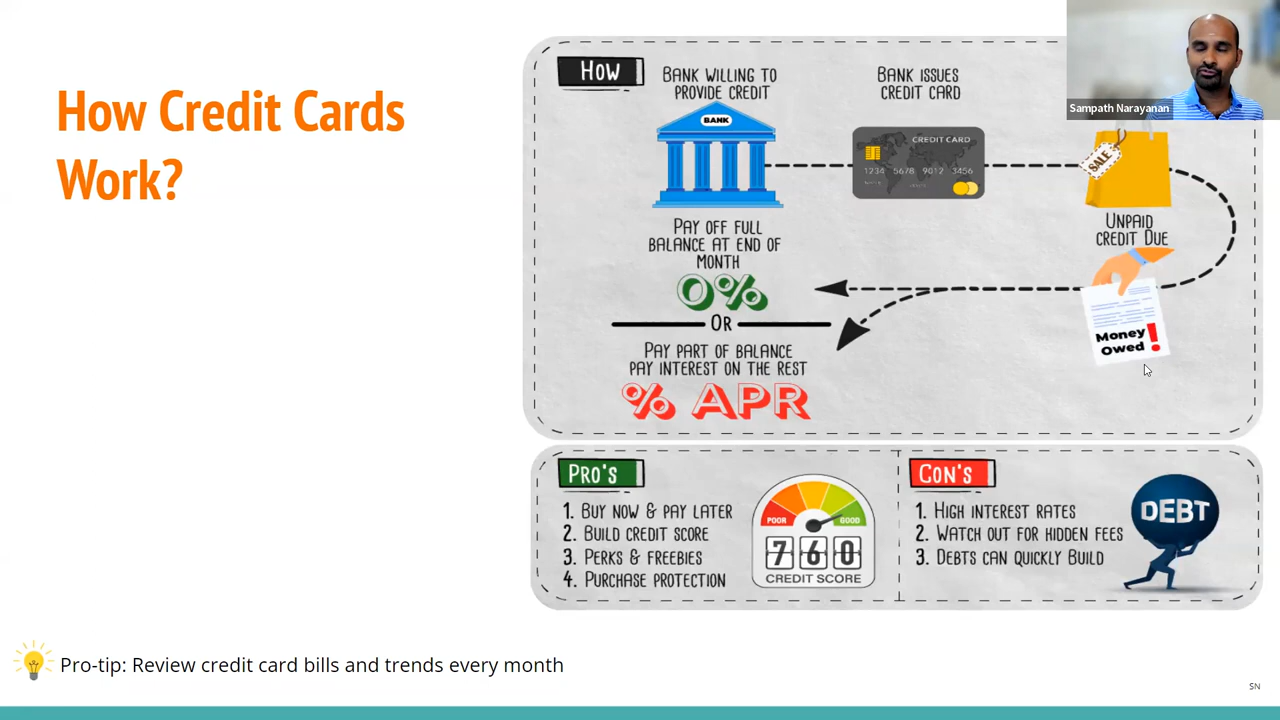 How Credit Cards
Work?
HOW
BANK WILLING TO
PROVIDE CREDIT
BANK ISSUES
CREDIT CARD
Sampath Narayanan
BANK
CREDIT CARD
1234 5678 9012 3456
SALE
PAY OFF FULL
BALANCE AT END OF
MONTH
0%
OR
PAY PART OF BALANCE
PAY INTEREST ON THE REST
% APR
UNPAID
CREDIT DUE
Money
Owed !
PRO'S
1. BUY NOW & PAY LATER
2. BUILD CREDIT SCORE
3. PERKS & FREEBIES
4. PURCHASE PROTECTION
POOR
GOOD
760
CREDIT SCORE
CON'S
1. HIGH INTEREST RATES
2. WATCH OUT FOR HIDDEN FEES
3. DEBTS CAN QUICKLY BUILD
DEBT
Pro-tip: Review credit card bills and trends every month
SN